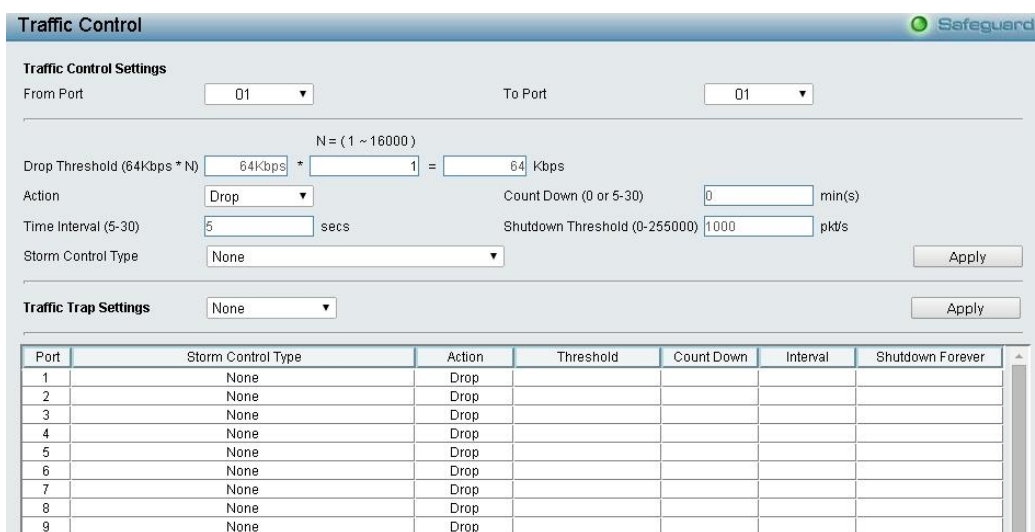 Traffic Control
Safeguard
Traffic Control Settings
From Port 01 To Port 01
N = ( 1 ~ 16000 )
Drop Threshold (64Kbps * N) 64Kbps * 1 = 64 Kbps
Action Drop Count Down (0 or 5-30) 0 min(s)
Time Interval (5-30) 5 secs Shutdown Threshold (0-255000) 1000 pkt/s
Storm Control Type None Apply
Traffic Trap Settings None Apply
Port Storm Control Type Action Threshold Count Down Interval Shutdown Forever
1 None Drop
2 None Drop
3 None Drop
4 None Drop
5 None Drop
6 None Drop
7 None Drop
8 None Drop
9 None Drop